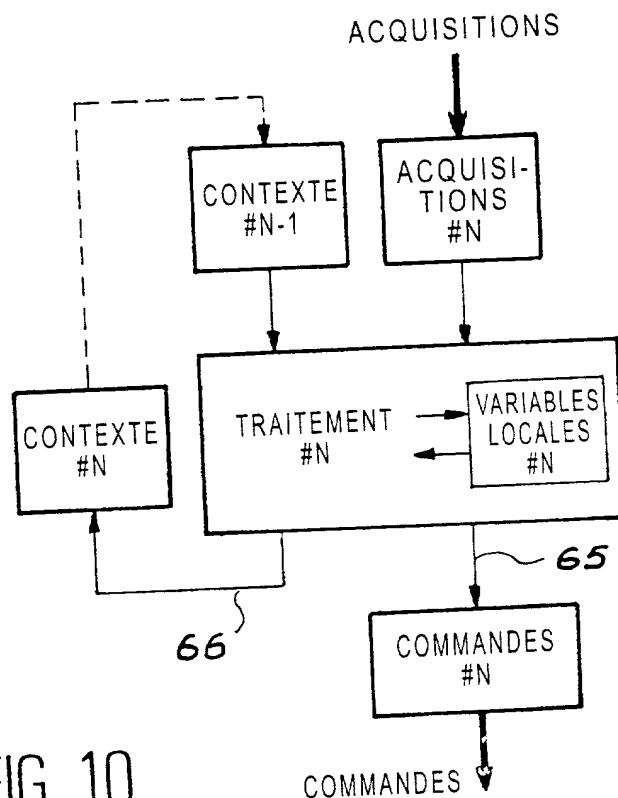 ACQUISITIONS
CONTEXTE
#N-1
ACQUISI-
TIONS
#N
CONTEXTE
#N
TRAITEMENT
#N
VARIABLES
LOCALES
#N
65
66
COMMANDES
#N
FIG. 10
COMMANDES